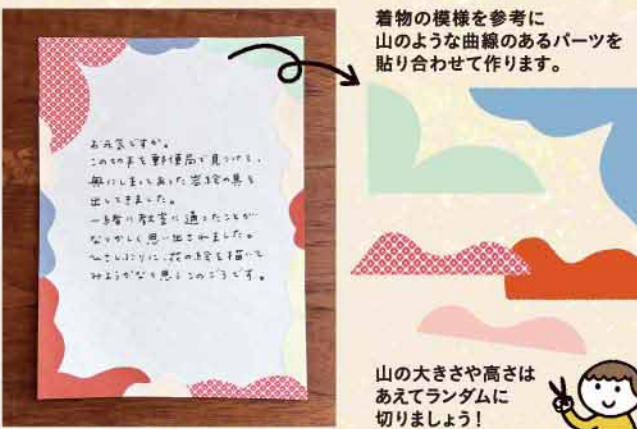 着物の模様を参考に
山のような曲線のあるパーツを
貼り合わせて作ります。
お元気ですか。
この切手を郵便局で見つけて、
無にしまってあった岩絵の具を
出してきました。
一緒に教室に通ったことが
なつかしく思い出されましたが
ひさしぶりに、花の絵を描いて
みようかなと思うこのごろです。
山の大きさや高さは
あえてランダムに
切りましょう!